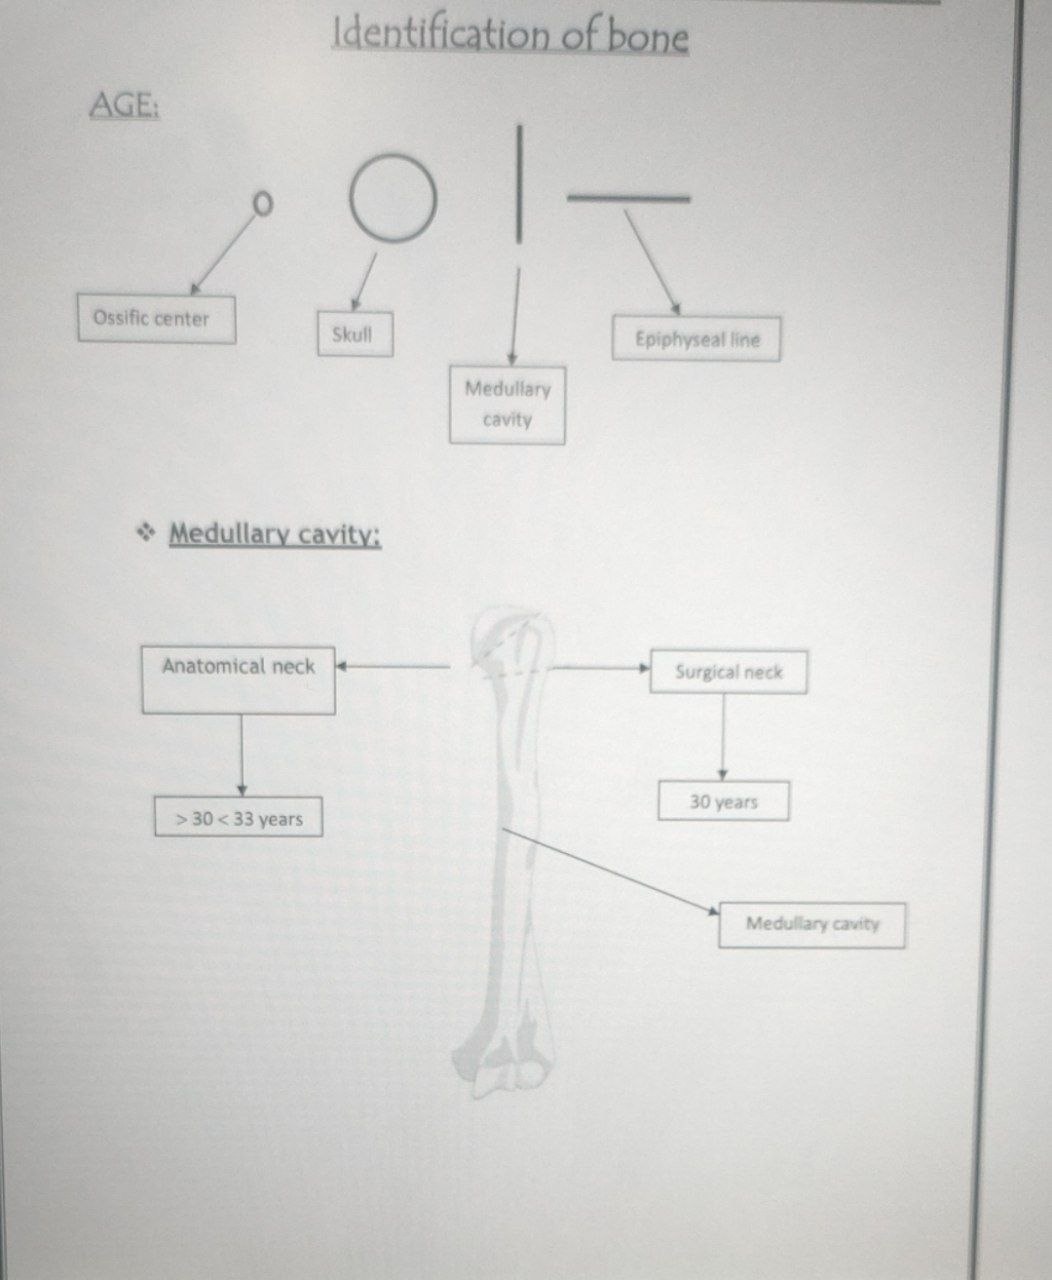 Identification of bone
AGE:
Ossific center
Skull
Medullary
cavity
Epiphyseal line
❖ Medullary cavity:
Anatomical neck
Surgical neck
> 30 < 33 years
30 years
Medullary cavity